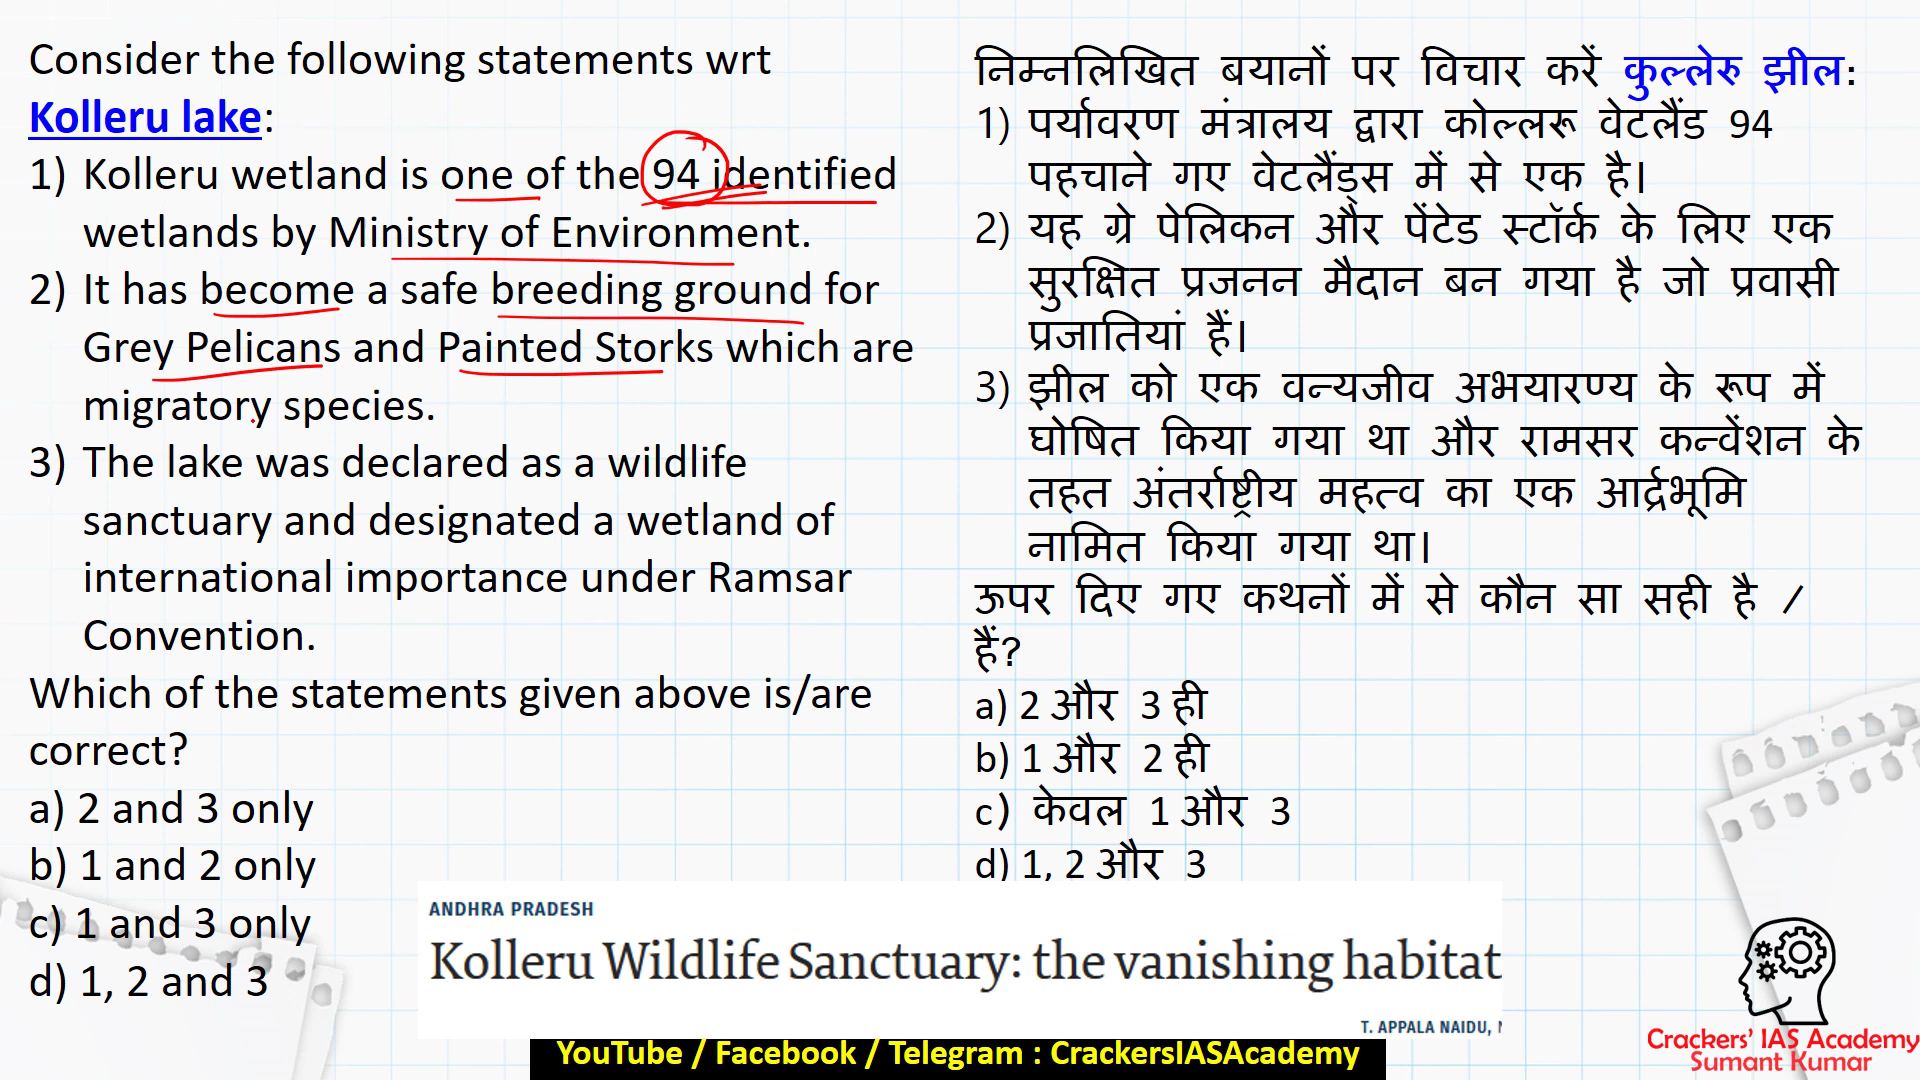 Consider the following statements wrt
Kolleru lake:
1) Kolleru wetland is one of the 94 identified
wetlands by Ministry of Environment.
2) It has become a safe breeding ground for
Grey Pelicans and Painted Storks which are
migratory species.
3) The lake was declared as a wildlife
sanctuary and designated a wetland of
international importance under Ramsar
Convention.
Which of the statements given above is/are
correct?
a) 2 and 3 only
b) 1 and 2 only
c) 1 and 3 only
d) 1, 2 and 3
निम्नलिखित बयानों पर विचार करें कुल्लेरु झील:
1) पर्यावरण मंत्रालय द्वारा कोल्लरू वेटलैंड 94
पहचाने गए वेटलैंड्स में से एक है।
2) यह ग्रे पेलिकन और पेंटेड स्टॉर्क के लिए एक
सुरक्षित प्रजनन मैदान बन गया है जो प्रवासी
प्रजातियां हैं।
3) झील को एक वन्यजीव अभयारण्य के रूप में
घोषित किया गया था और रामसर कन्वेंशन के
तहत अंतर्राष्ट्रीय महत्व का एक आर्द्रभूमि
नामित किया गया था।
ऊपर दिए गए कथनों में से कौन सा सही है /
हैं?
a) 2 और 3 ही
b) 1 और 2 ही
c) केवल 1 और 3
d) 1, 2 और 3
ANDHRA PRADESH
Kolleru Wildlife Sanctuary: the vanishing habitat
T. APPALA NAIDU,
YouTube / Facebook / Telegram : CrackersIASAcademy
Crackers' IAS Academy
Sumant Kumar